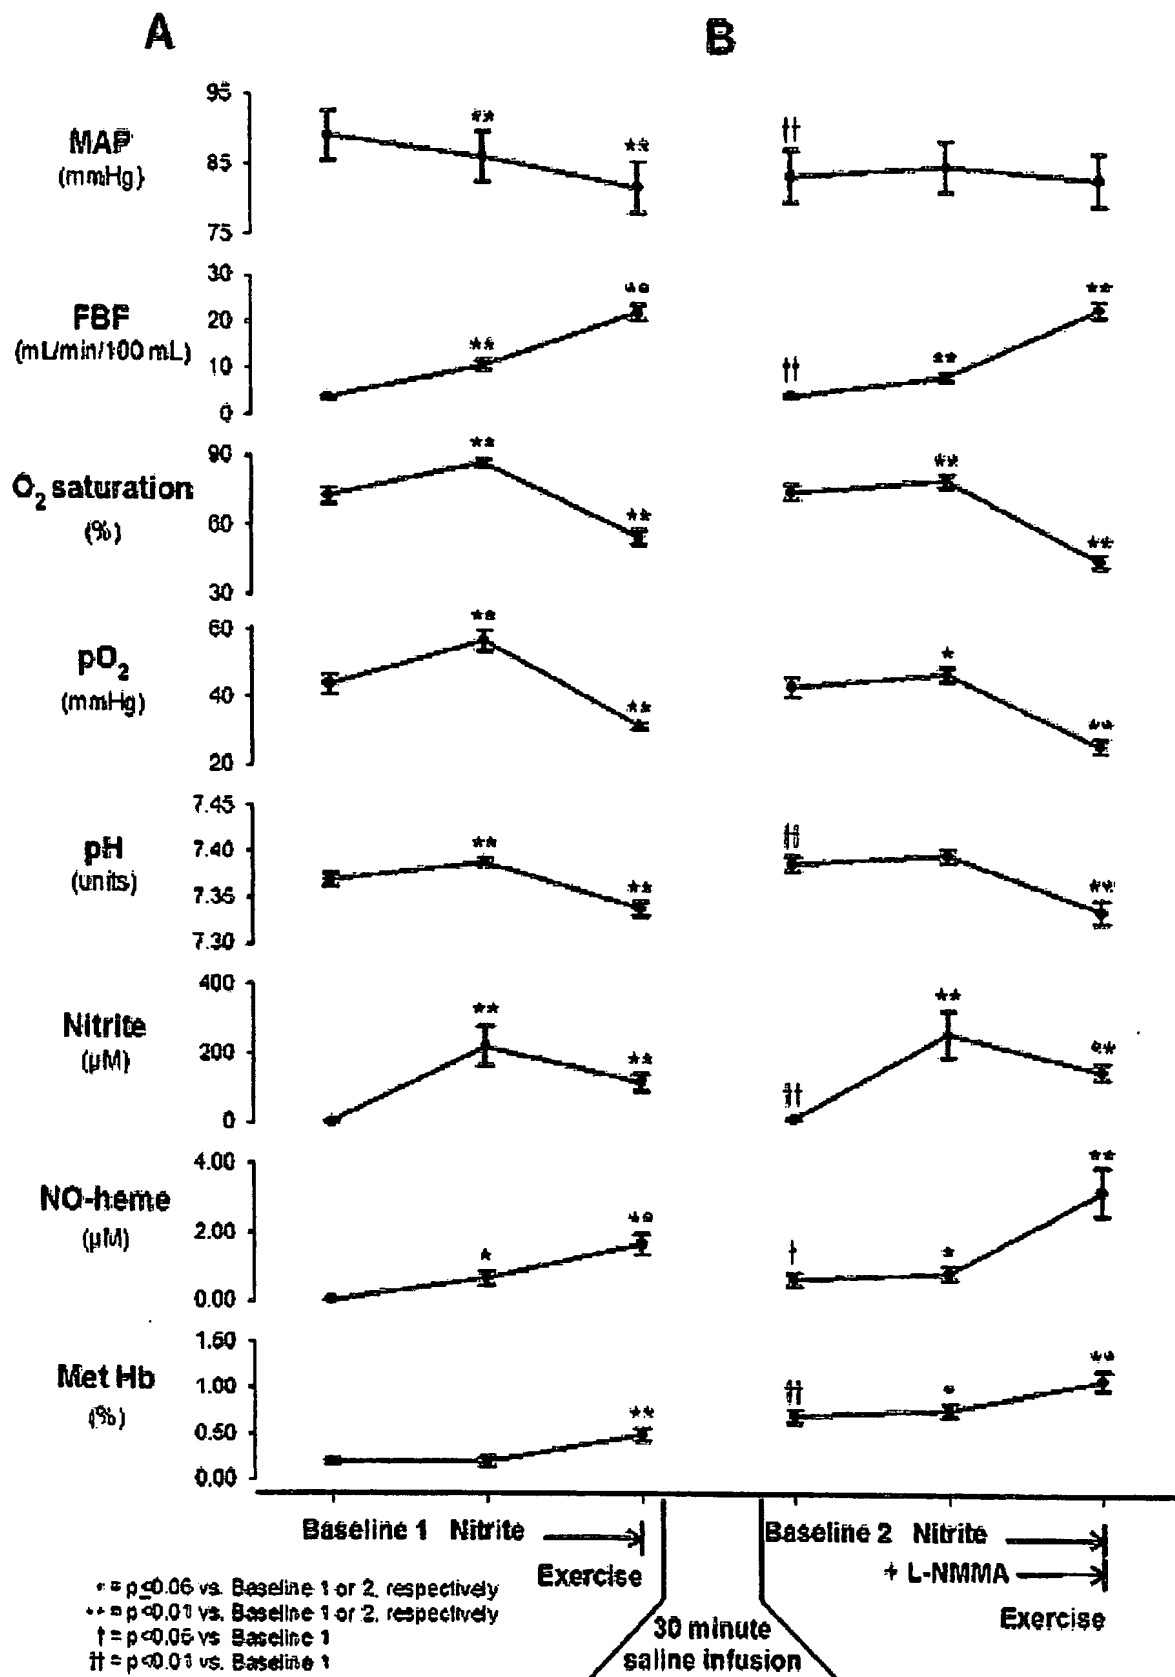 A
B
MAP
(mmHg)
95
85
75
**
**
††
FBF
(mL/min/100 mL)
30
20
10
0
**
**
††
**
**
O2 saturation
(%)
90
60
30
**
**
**
**
pO2
(mmHg)
60
40
20
**
**
*
**
pH
(units)
7.45
7.40
7.35
7.30
**
**
††
**
Nitrite
(µM)
400
200
0
**
**
††
**
**
NO-heme
(µM)
4.00
2.00
0.00
*
**
†
*
**
Met Hb
(%)
1.50
1.00
0.50
0.00
**
††
*
**
Baseline 1 Nitrite
Exercise
Baseline 2 Nitrite
+ L-NMMA
Exercise
30 minute
saline infusion
* = p<0.05 vs. Baseline 1 or 2, respectively
** = p<0.01 vs. Baseline 1 or 2, respectively
† = p<0.05 vs Baseline 1
†† = p<0.01 vs. Baseline 1